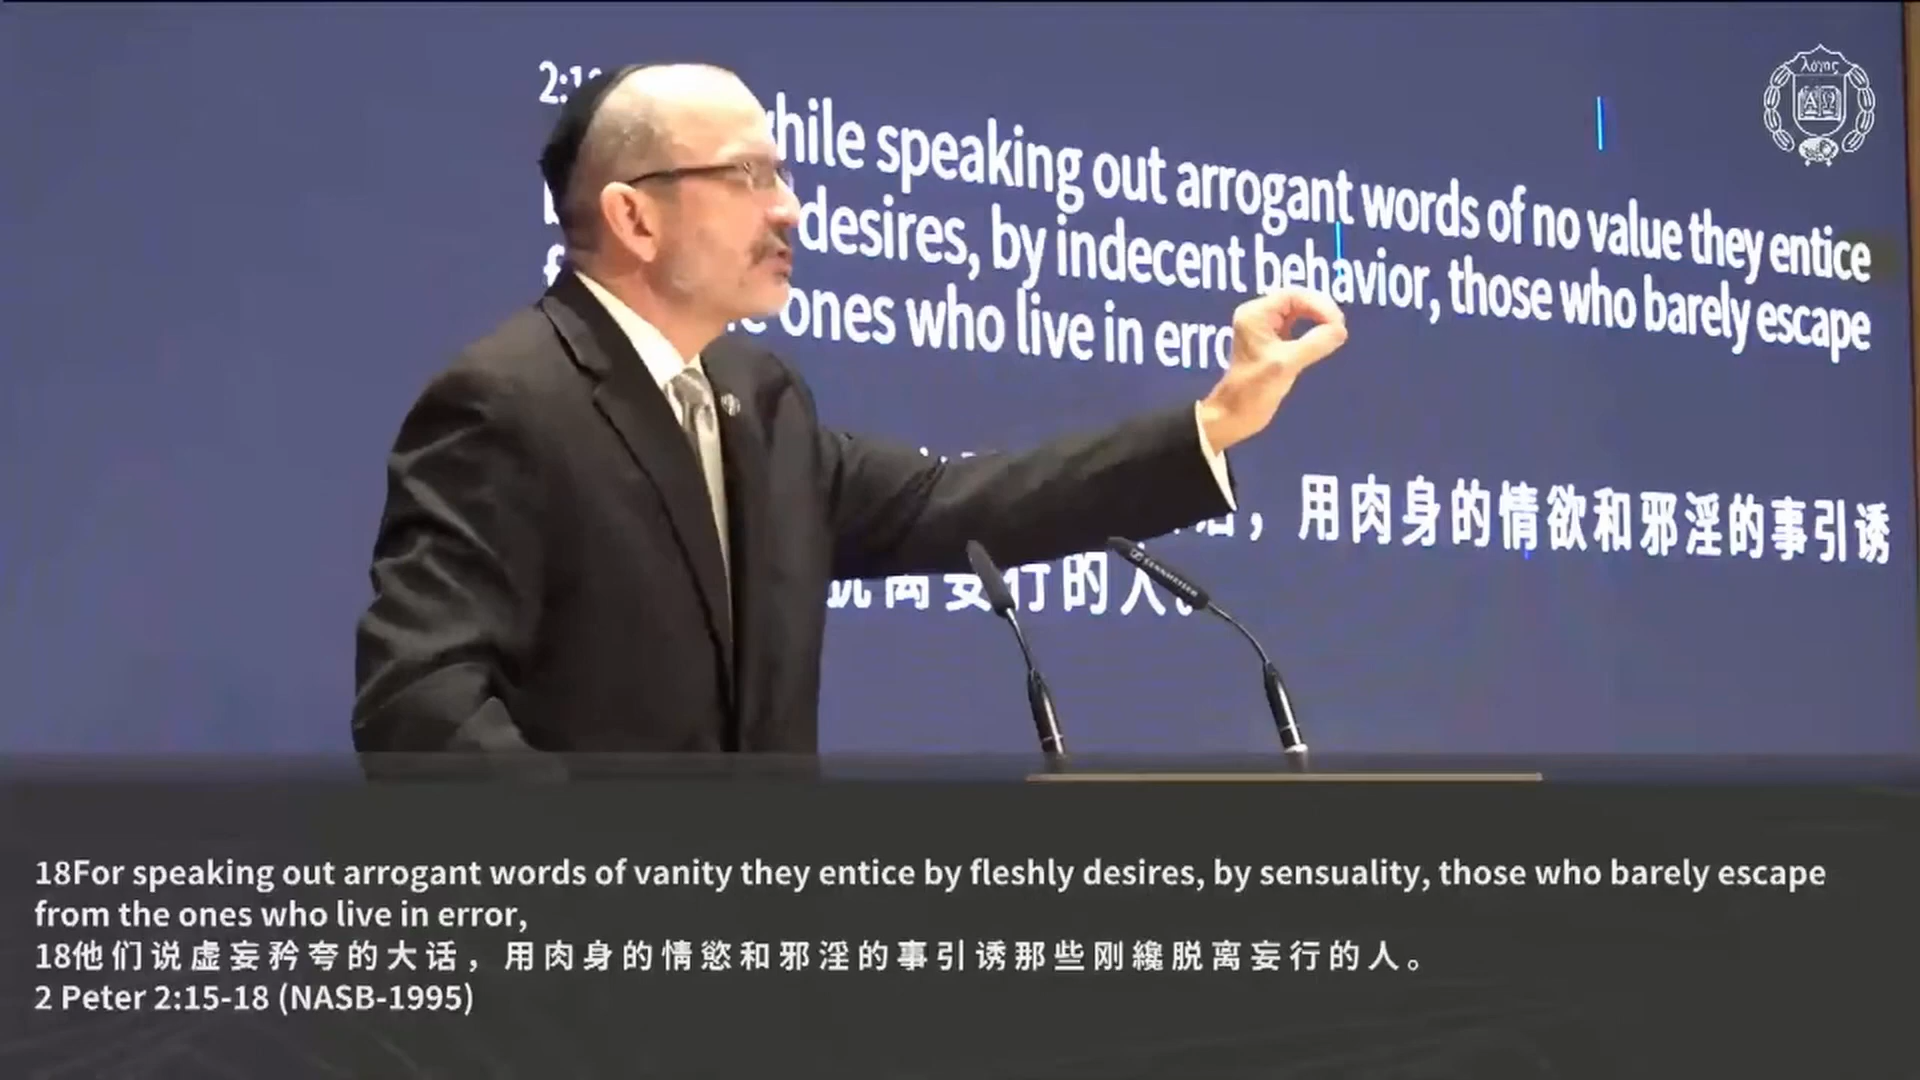 while speaking out arrogant words of no value they entice
desires, by indecent behavior, those who barely escape
ones who live in
，用肉身的情欲和邪淫的事引诱
行的人。
λόγος
Α Ω
18For speaking out arrogant words of vanity they entice by fleshly desires, by sensuality, those who barely escape
from the ones who live in error,
18他们说虚妄矜夸的大话，用肉身的情慾和邪淫的事引诱那些刚纔脱离妄行的人。
2 Peter 2:15-18 (NASB-1995)